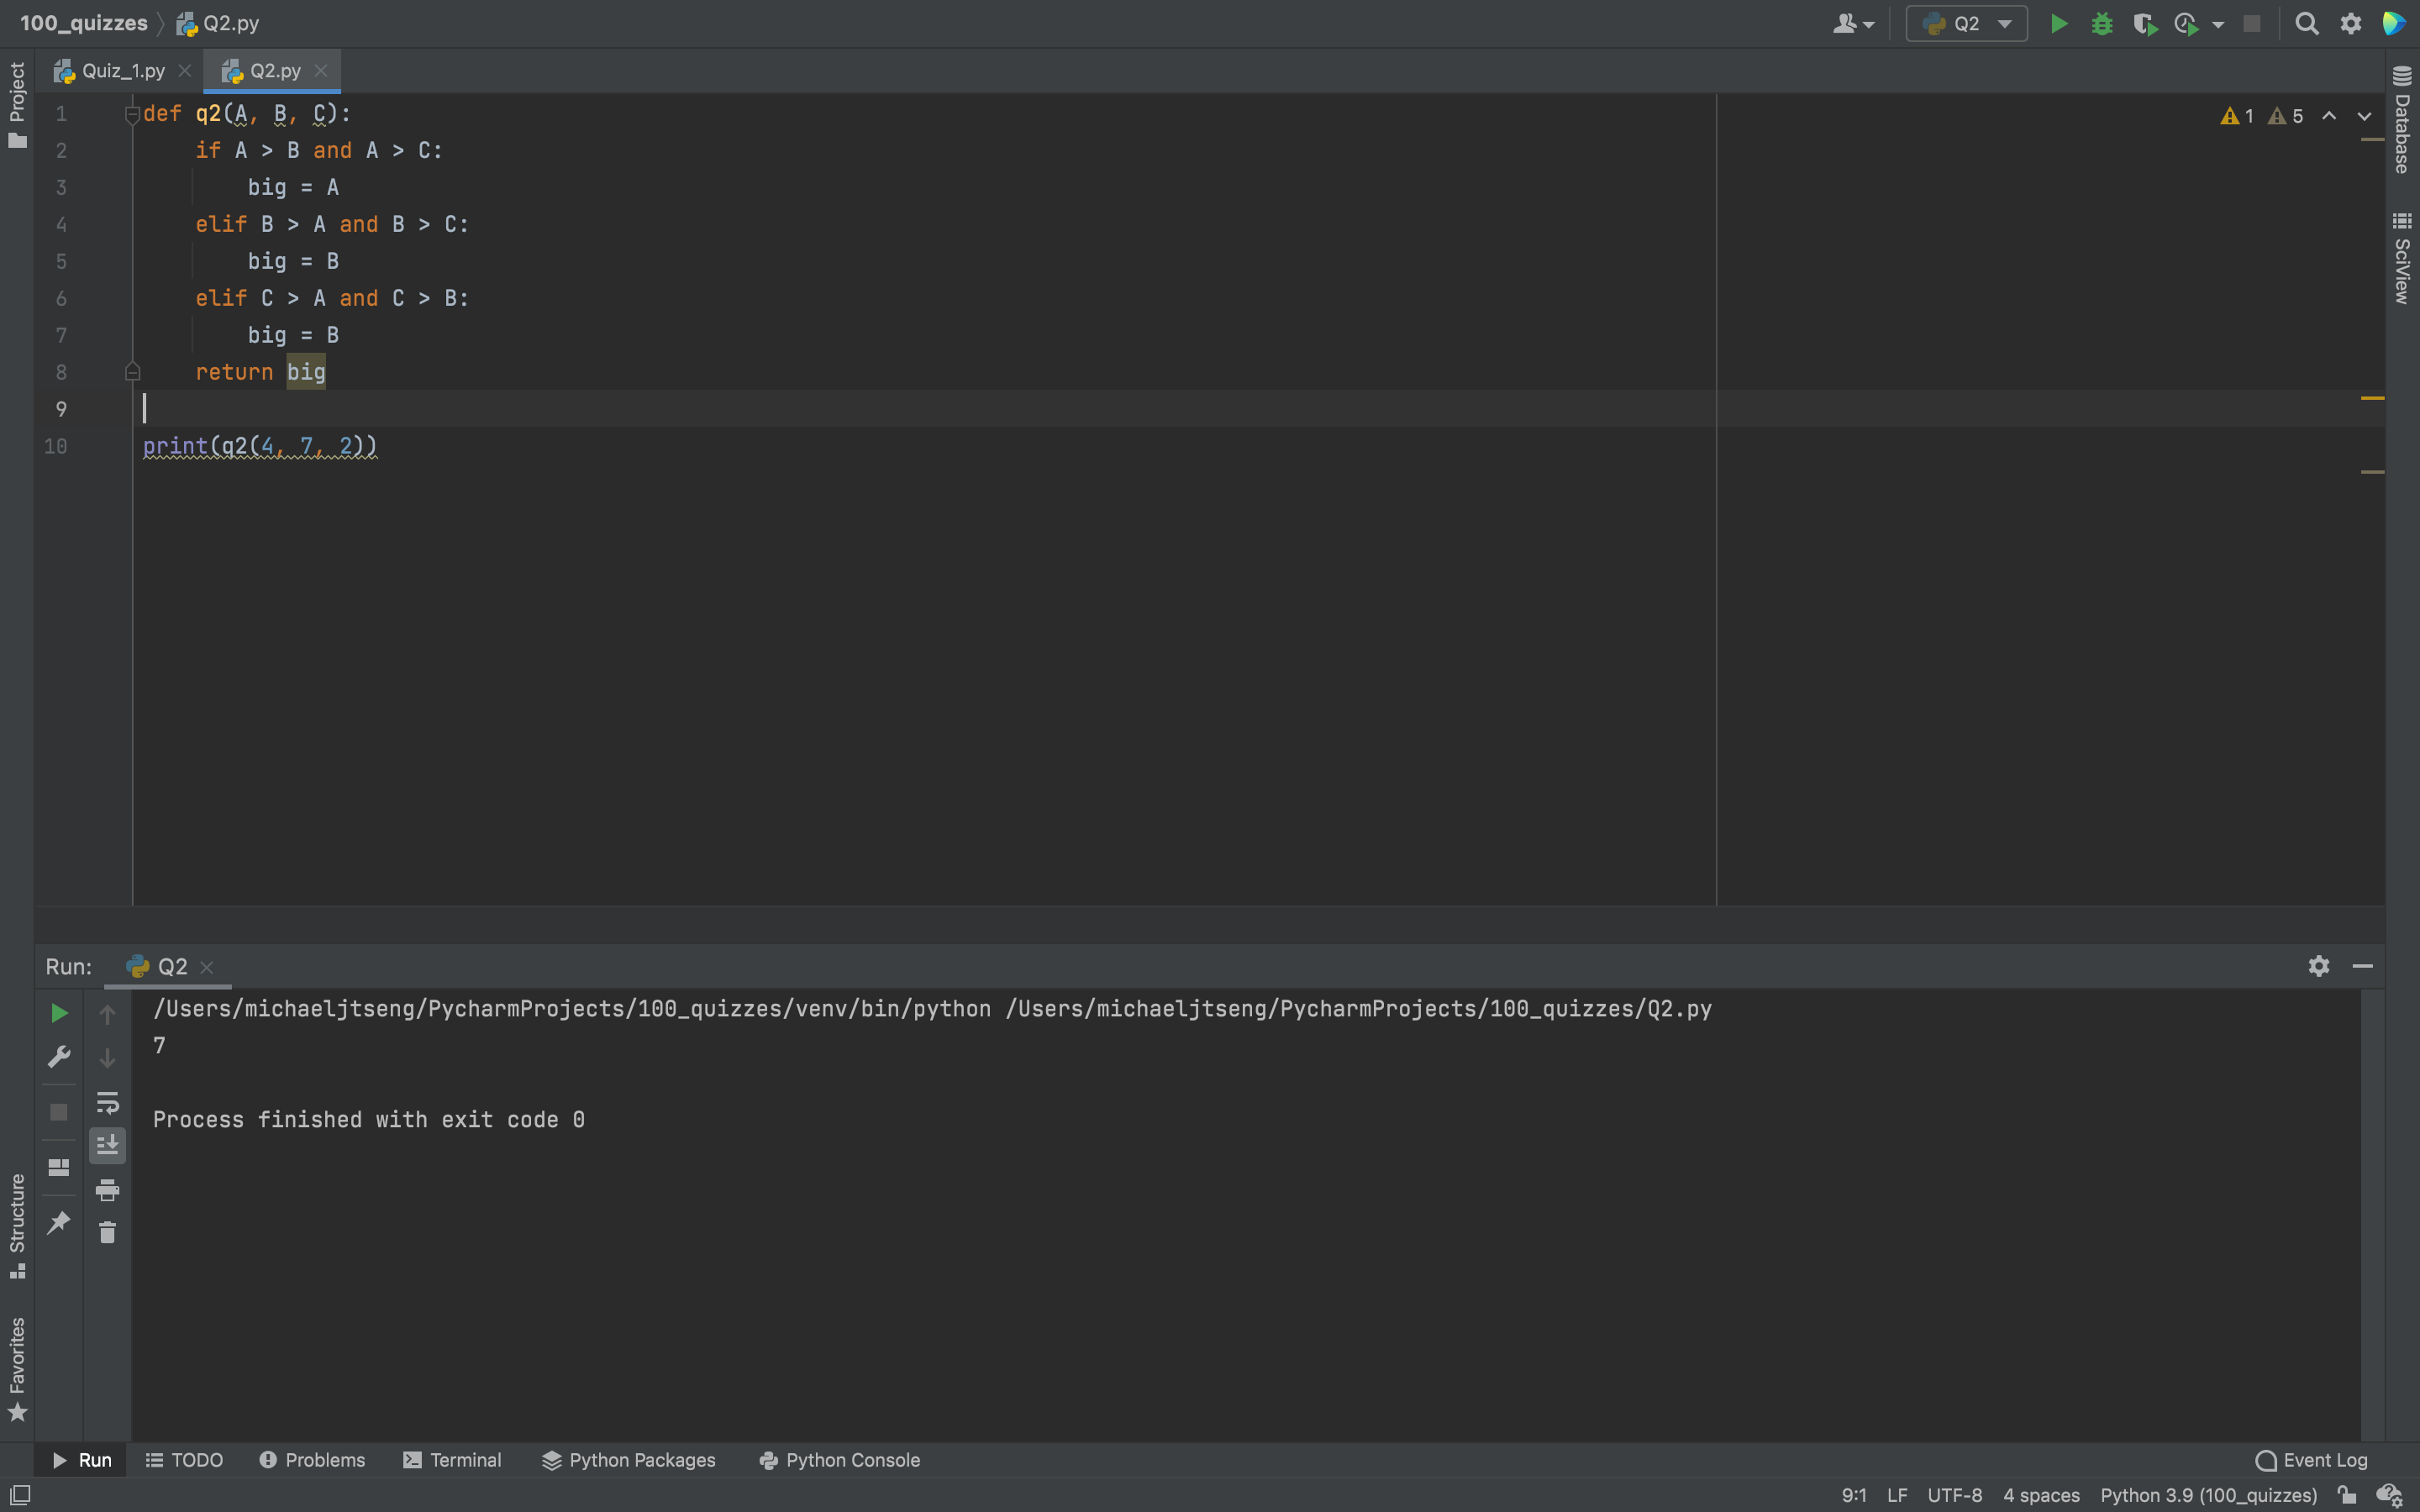 100_quizzes Q2.py
Q2
Quiz_1.py Q2.py
Project
Database
SciView
1 5
1 def q2(A, B, C):
2 if A > B and A > C:
3 big = A
4 elif B > A and B > C:
5 big = B
6 elif C > A and C > B:
7 big = B
8 return big
9
10 print(q2(4, 7, 2))
Run: Q2
/Users/michaeljtseng/PycharmProjects/100_quizzes/venv/bin/python /Users/michaeljtseng/PycharmProjects/100_quizzes/Q2.py
7
Process finished with exit code 0
Structure
Favorites
Run TODO Problems Terminal Python Packages Python Console Event Log
9:1 LF UTF-8 4 spaces Python 3.9 (100_quizzes)